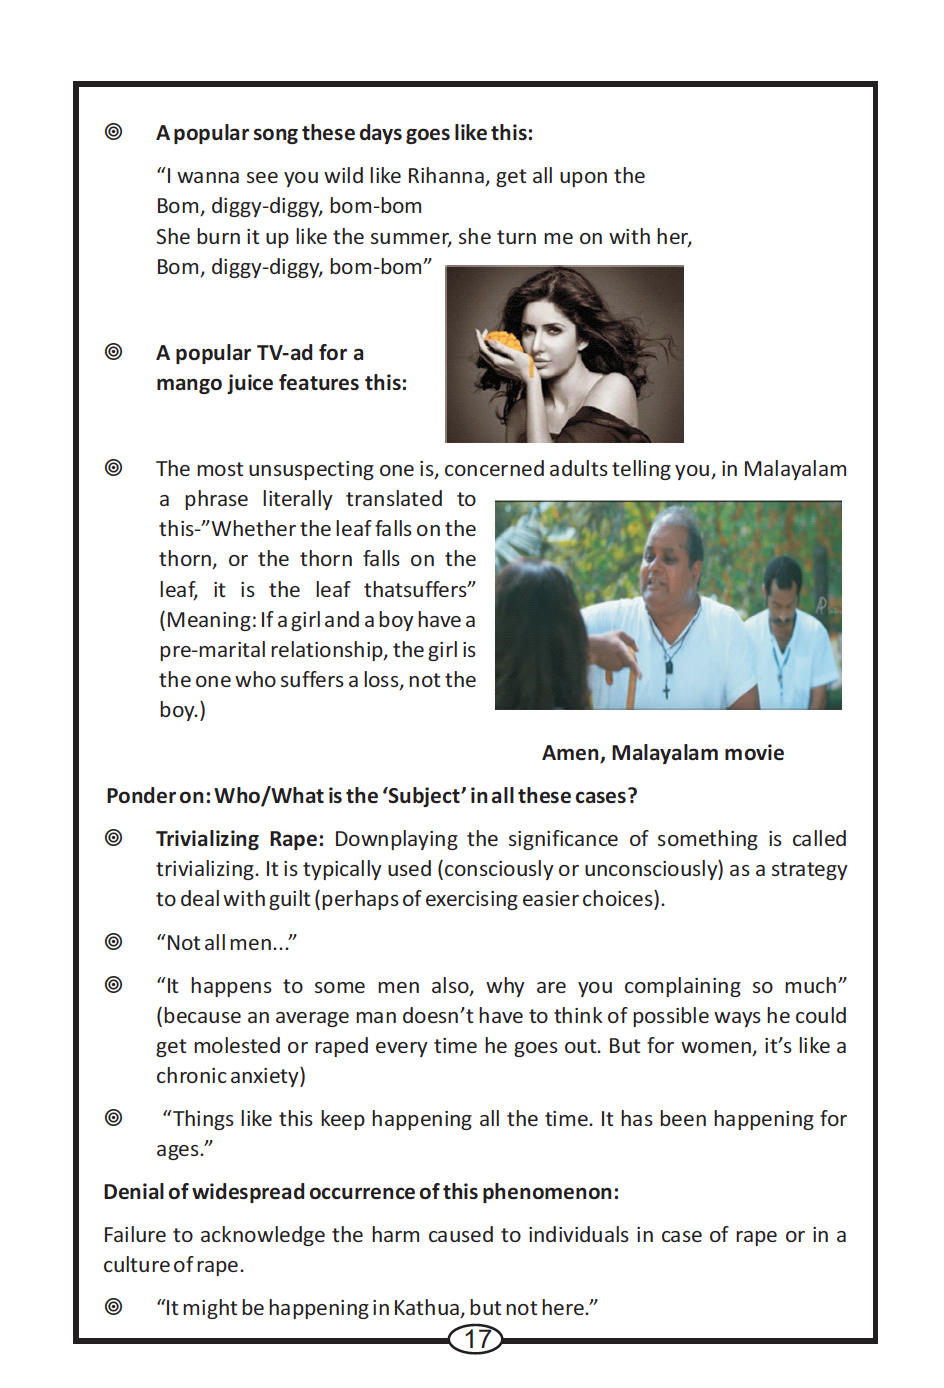 A popular song these days goes like this:
“I wanna see you wild like Rihanna, get all upon the
Bom, diggy-diggy, bom-bom
She burn it up like the summer, she turn me on with her,
Bom, diggy-diggy, bom-bom”
A popular TV-ad for a
mango juice features this:
The most unsuspecting one is, concerned adults telling you, in Malayalam
a phrase literally translated to
this-”Whether the leaf falls on the
thorn, or the thorn falls on the
leaf, it is the leaf thatsuffers”
(Meaning: If a girl and a boy have a
pre-marital relationship, the girl is
the one who suffers a loss, not the
boy.)
Amen, Malayalam movie
Ponder on: Who/What is the ‘Subject’ in all these cases?
Trivializing Rape: Downplaying the significance of something is called
trivializing. It is typically used (consciously or unconsciously) as a strategy
to deal with guilt (perhaps of exercising easier choices).
“Not all men...”
“It happens to some men also, why are you complaining so much”
(because an average man doesn’t have to think of possible ways he could
get molested or raped every time he goes out. But for women, it’s like a
chronic anxiety)
“Things like this keep happening all the time. It has been happening for
ages.”
Denial of widespread occurrence of this phenomenon:
Failure to acknowledge the harm caused to individuals in case of rape or in a
culture of rape.
“It might be happening in Kathua, but not here.”
17